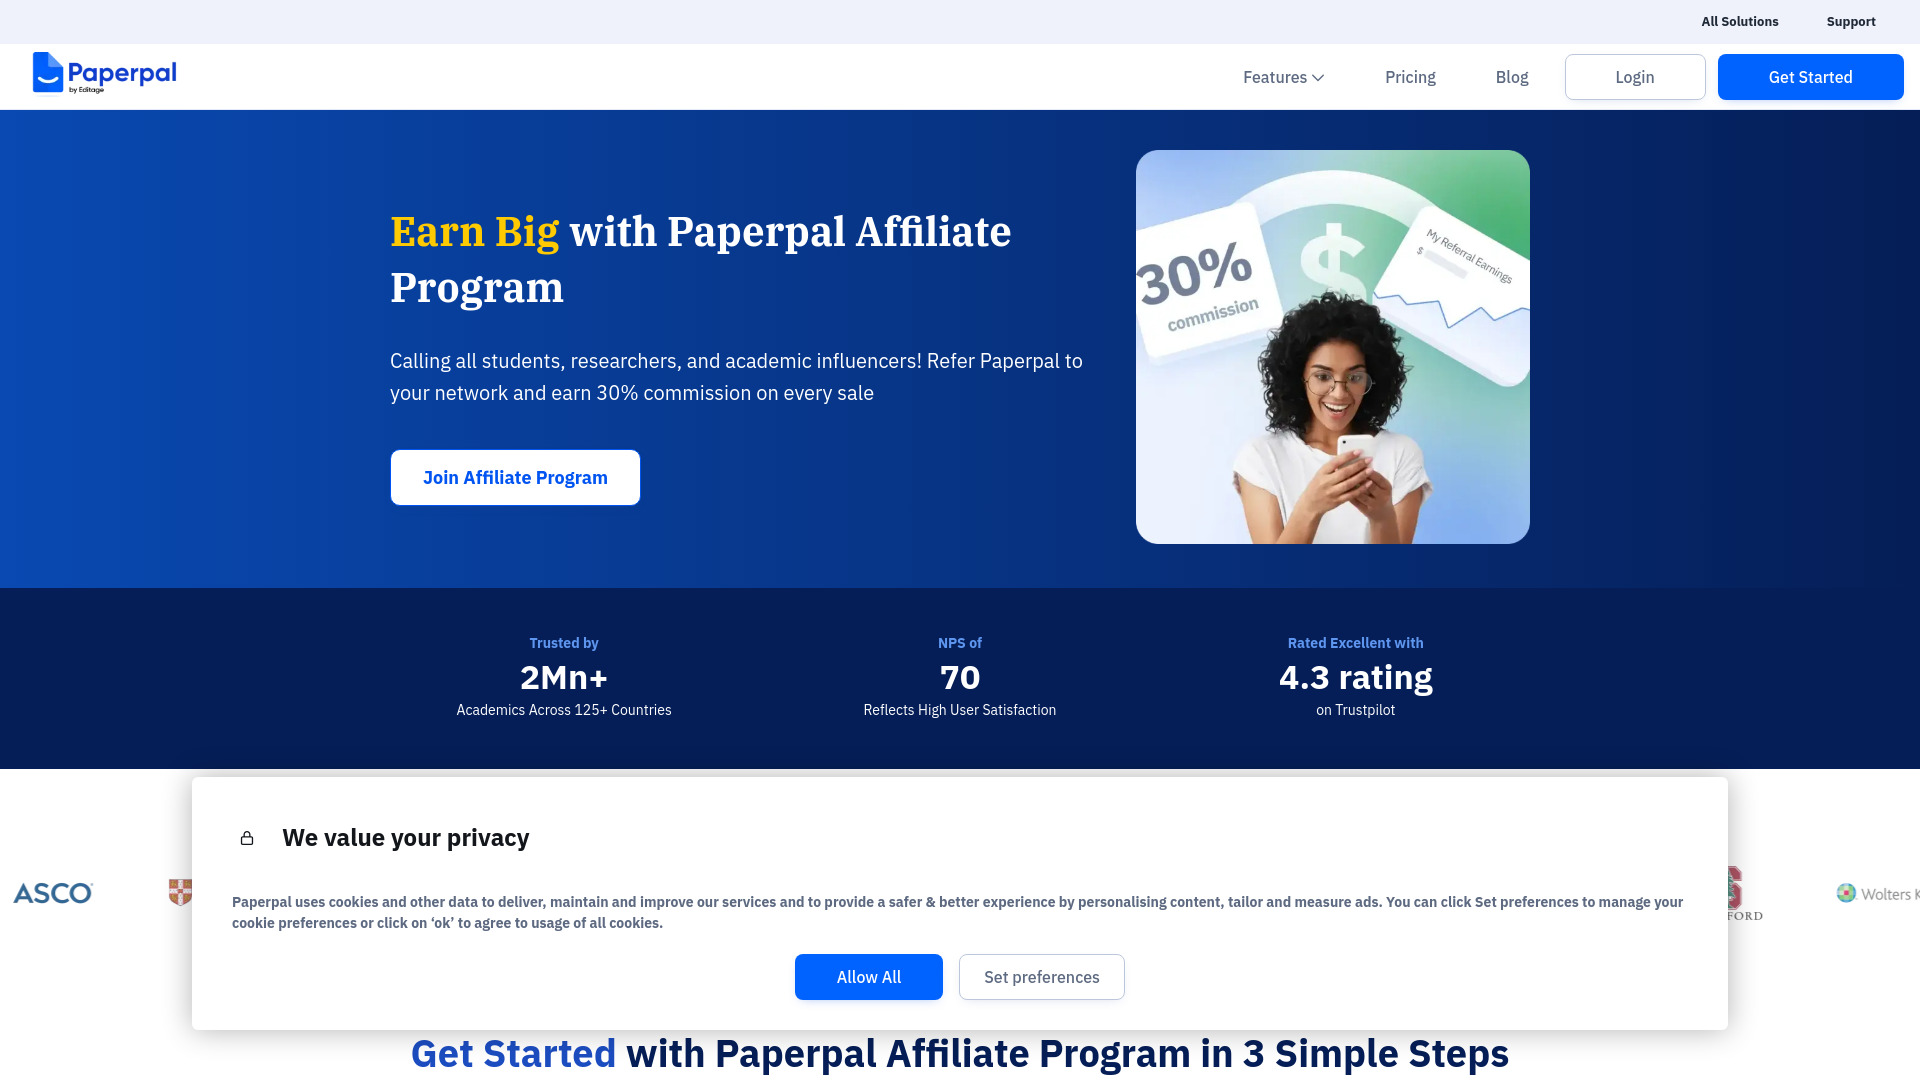 All Solutions
Support
Paperpal
by Editage
Features
Pricing
Blog
Login
Get Started
Earn Big with Paperpal Affiliate
Program
Calling all students, researchers, and academic influencers! Refer Paperpal to
your network and earn 30% commission on every sale
Join Affiliate Program
30%
commission
$
My Referral Earnings
$
Trusted by
2Mn+
Academics Across 125+ Countries
NPS of
70
Reflects High User Satisfaction
Rated Excellent with
4.3 rating
on Trustpilot
ASCO
FORD
Wolters K
We value your privacy
Paperpal uses cookies and other data to deliver, maintain and improve our services and to provide a safer & better experience by personalising content, tailor and measure ads. You can click Set preferences to manage your
cookie preferences or click on ‘ok’ to agree to usage of all cookies.
Allow All
Set preferences
Get Started with Paperpal Affiliate Program in 3 Simple Steps